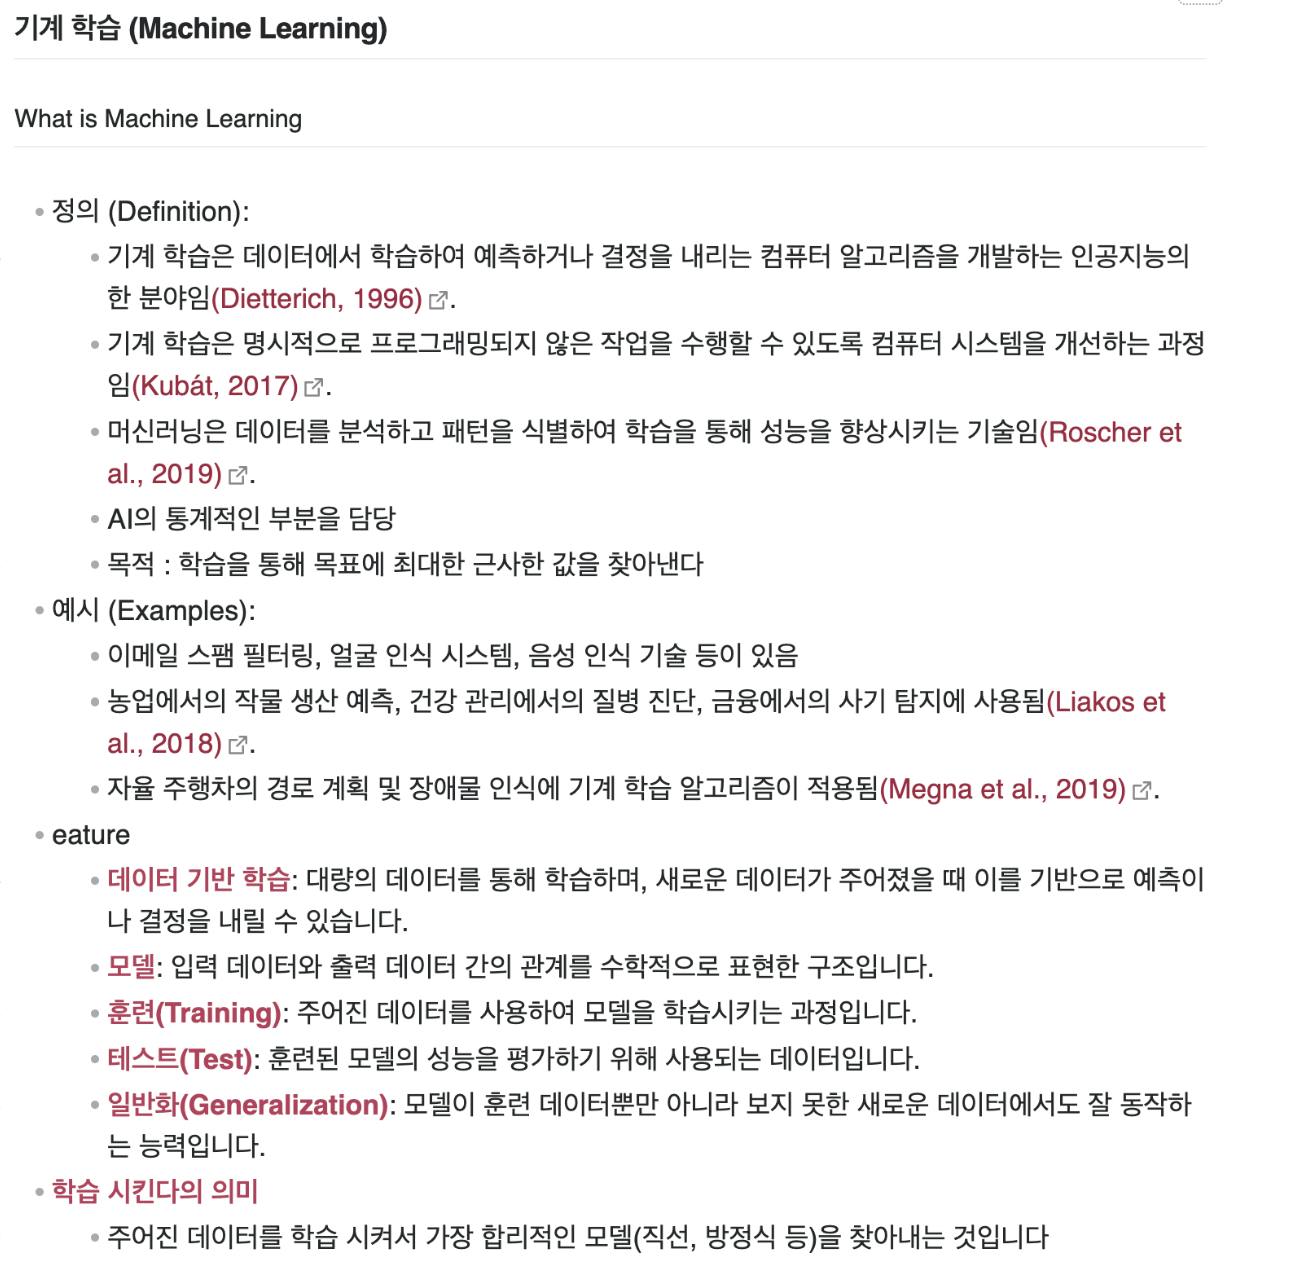 기계 학습 (Machine Learning)
What is Machine Learning
정의 (Definition):
기계 학습은 데이터에서 학습하여 예측하거나 결정을 내리는 컴퓨터 알고리즘을 개발하는 인공지능의
한 분야임(Dietterich, 1996).
기계 학습은 명시적으로 프로그래밍되지 않은 작업을 수행할 수 있도록 컴퓨터 시스템을 개선하는 과정
임(Kubát, 2017).
머신러닝은 데이터를 분석하고 패턴을 식별하여 학습을 통해 성능을 향상시키는 기술임(Roscher et
al., 2019).
AI의 통계적인 부분을 담당
목적 : 학습을 통해 목표에 최대한 근사한 값을 찾아낸다
예시 (Examples):
이메일 스팸 필터링, 얼굴 인식 시스템, 음성 인식 기술 등이 있음
농업에서의 작물 생산 예측, 건강 관리에서의 질병 진단, 금융에서의 사기 탐지에 사용됨(Liakos et
al., 2018).
자율 주행차의 경로 계획 및 장애물 인식에 기계 학습 알고리즘이 적용됨(Megna et al., 2019).
eature
데이터 기반 학습: 대량의 데이터를 통해 학습하며, 새로운 데이터가 주어졌을 때 이를 기반으로 예측이
나 결정을 내릴 수 있습니다.
모델: 입력 데이터와 출력 데이터 간의 관계를 수학적으로 표현한 구조입니다.
훈련(Training): 주어진 데이터를 사용하여 모델을 학습시키는 과정입니다.
테스트(Test): 훈련된 모델의 성능을 평가하기 위해 사용되는 데이터입니다.
일반화(Generalization): 모델이 훈련 데이터뿐만 아니라 보지 못한 새로운 데이터에서도 잘 동작하
는 능력입니다.
학습 시킨다의 의미
주어진 데이터를 학습 시켜서 가장 합리적인 모델(직선, 방정식 등)을 찾아내는 것입니다